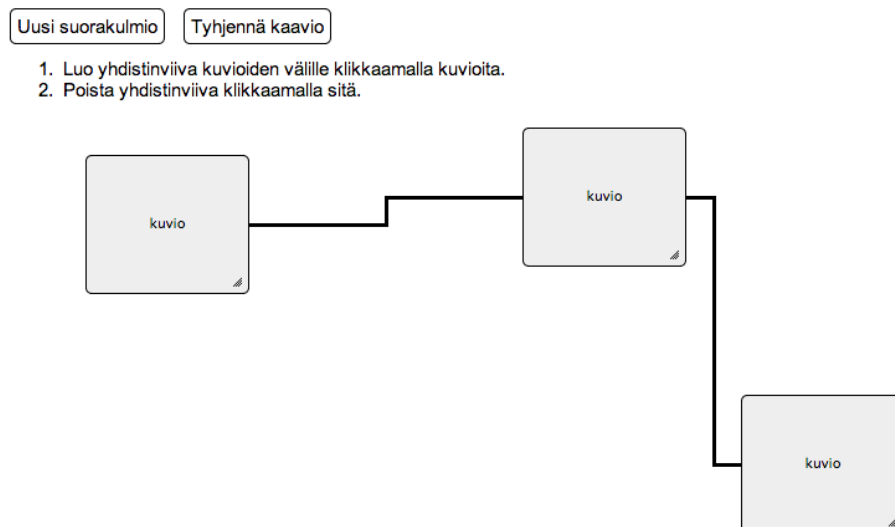 Uusi suorakulmio Tyhjennä kaavio
1. Luo yhdistinviiva kuvioiden välille klikkaamalla kuvioita.
2. Poista yhdistinviiva klikkaamalla sitä.
kuvio
kuvio
kuvio